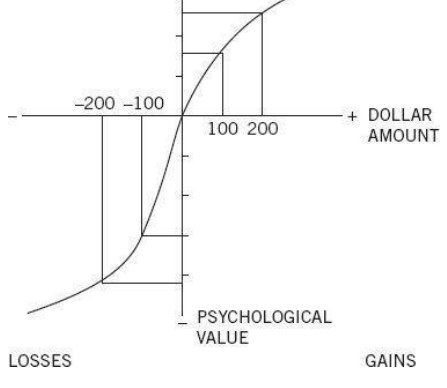 –200 –100
– + DOLLAR
AMOUNT
100 200
– PSYCHOLOGICAL
VALUE
LOSSES GAINS